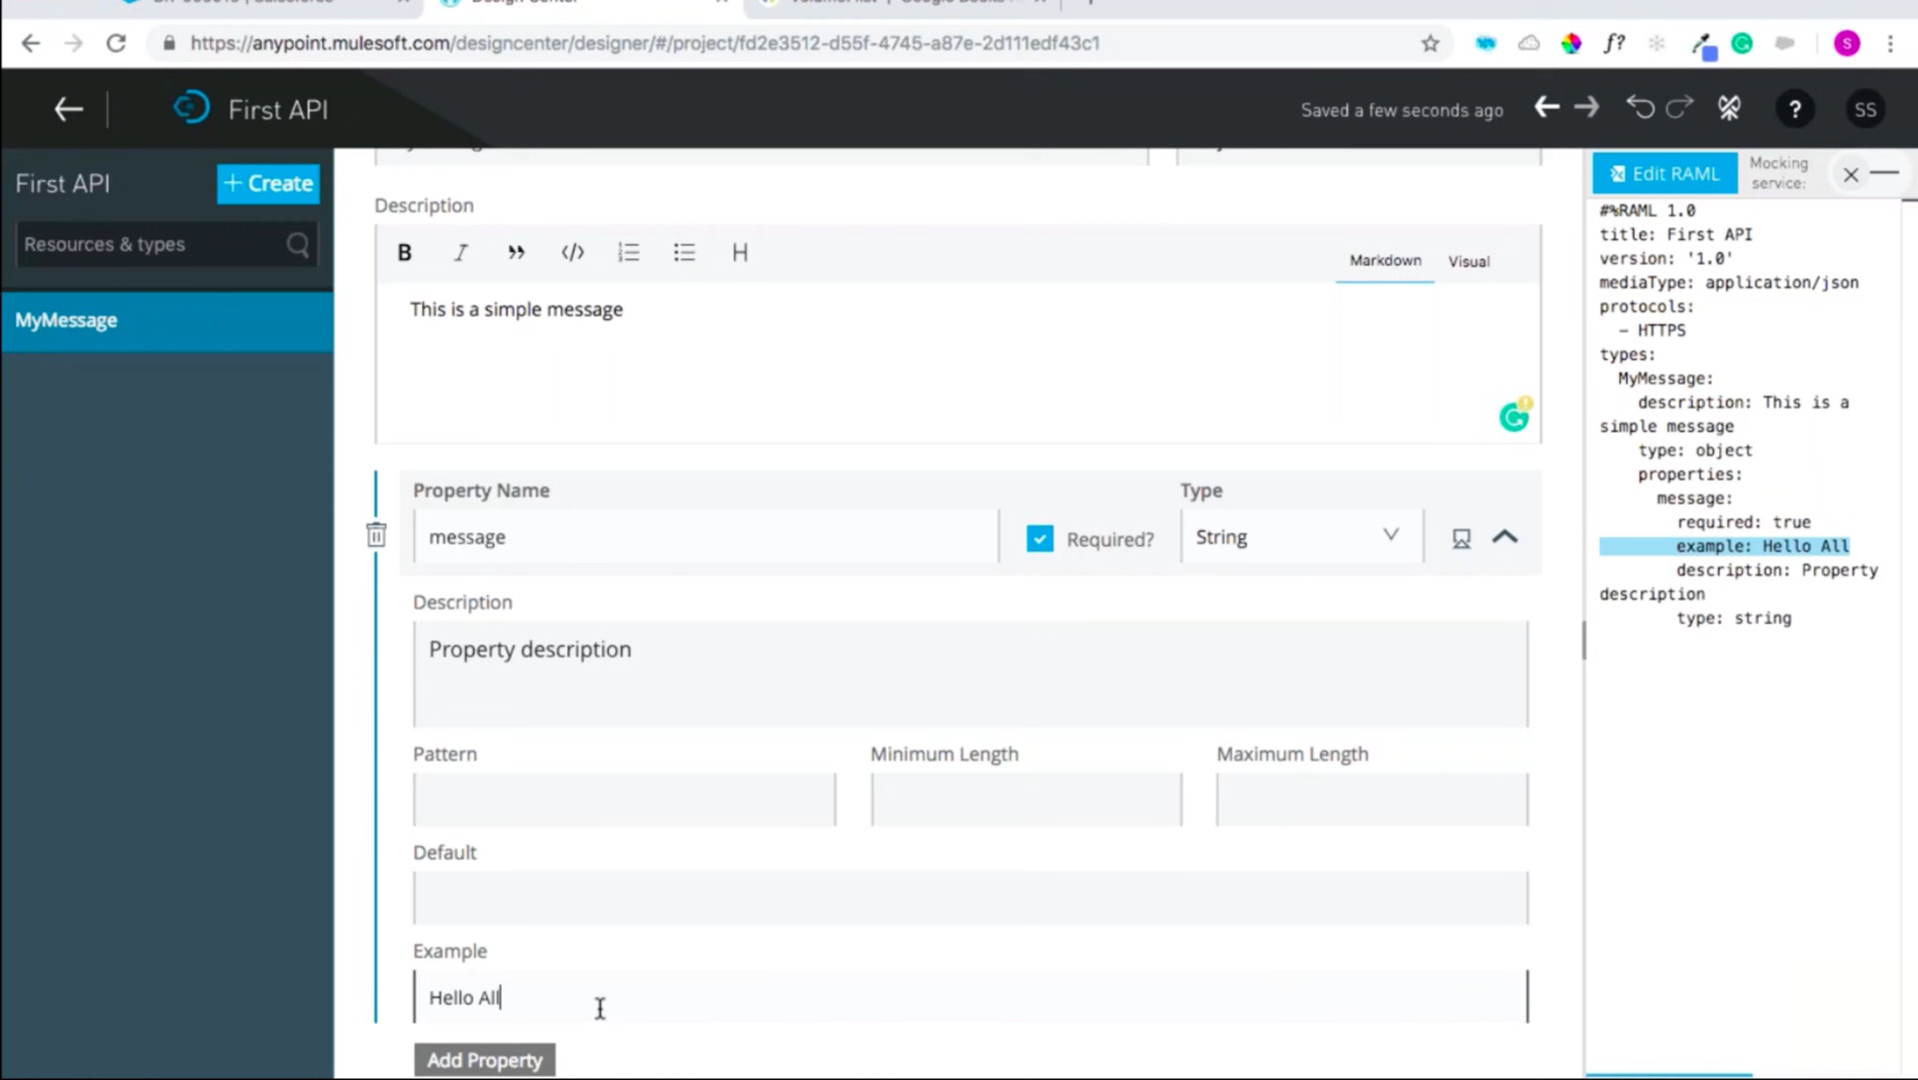 Design Center
https://anypoint.mulesoft.com/designcenter/designer/#/project/fd2e3512-d55f-4745-a87e-2d111edf43c1
f?
S
First API
Saved a few seconds ago
?
SS
First API
+ Create
Resources & types
MyMessage
Description
B I ” </> H
Markdown Visual
This is a simple message
Property Name
Type
message
Required?
String
Description
Property description
Pattern
Minimum Length
Maximum Length
Default
Example
Hello All
Add Property
Edit RAML
Mocking
service:
#%RAML 1.0
title: First API
version: '1.0'
mediaType: application/json
protocols:
- HTTPS
types:
MyMessage:
description: This is a
simple message
type: object
properties:
message:
required: true
example: Hello All
description: Property
description
type: string